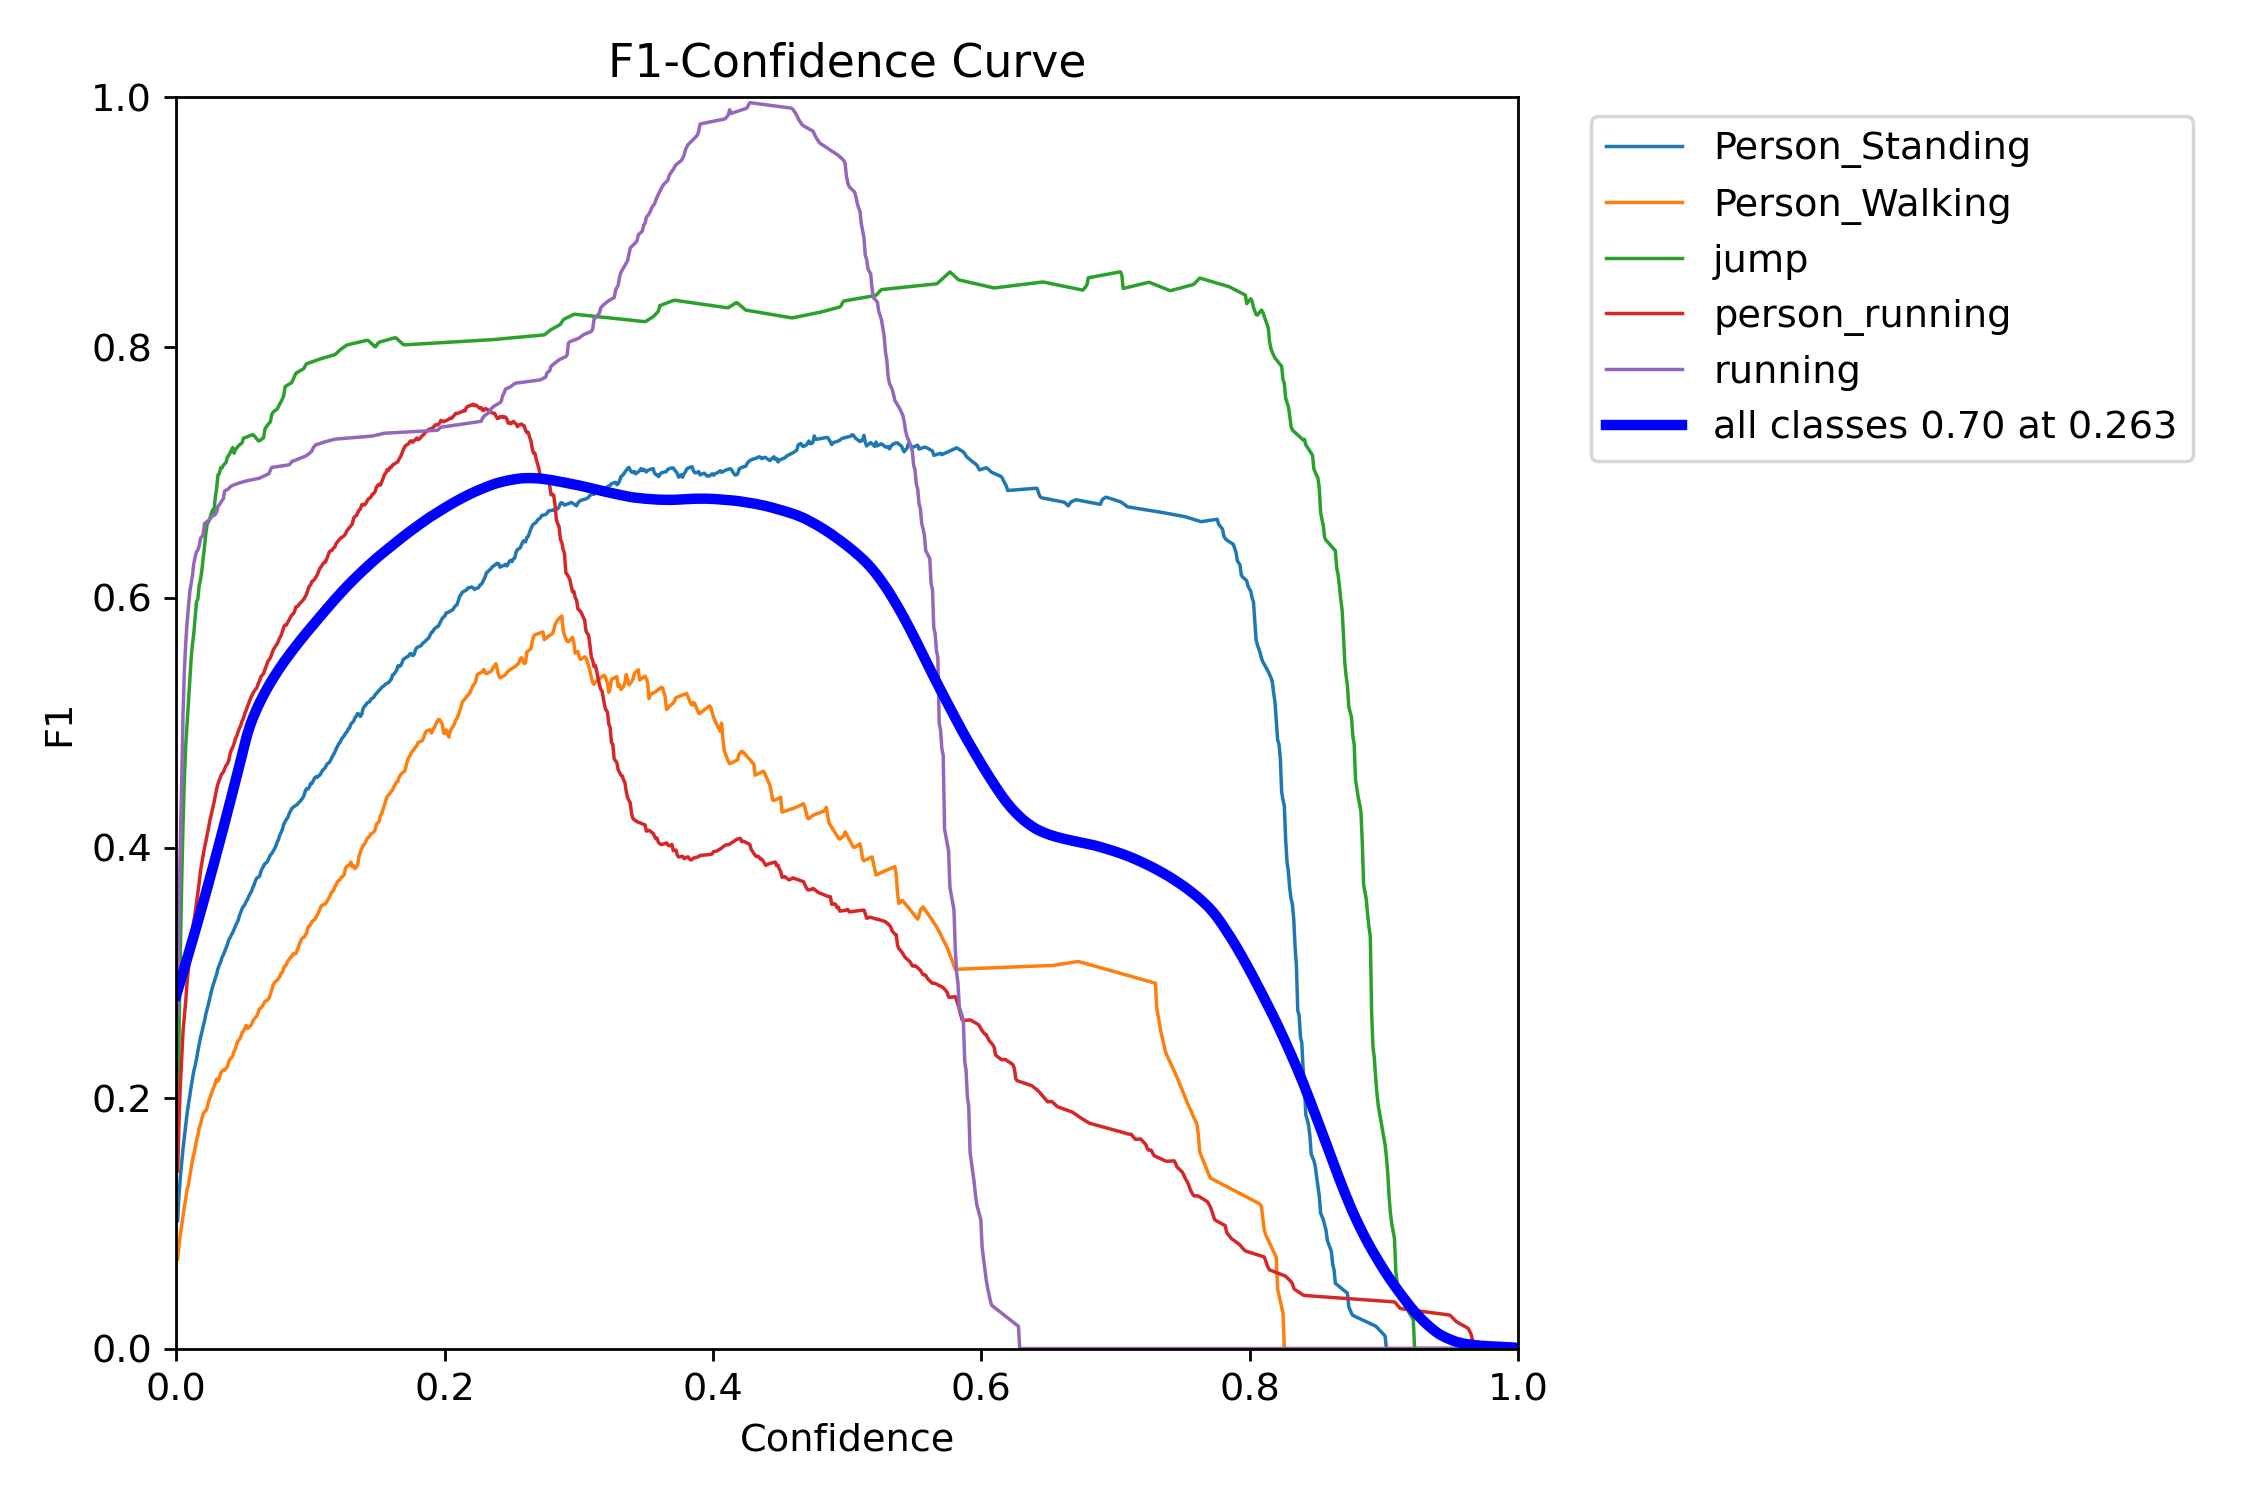 F1-Confidence Curve
1.0
0.8
0.6
0.4
0.2
0.0
F1
0.0 0.2 0.4 0.6 0.8 1.0
Confidence
Person_Standing
Person_Walking
jump
person_running
running
all classes 0.70 at 0.263